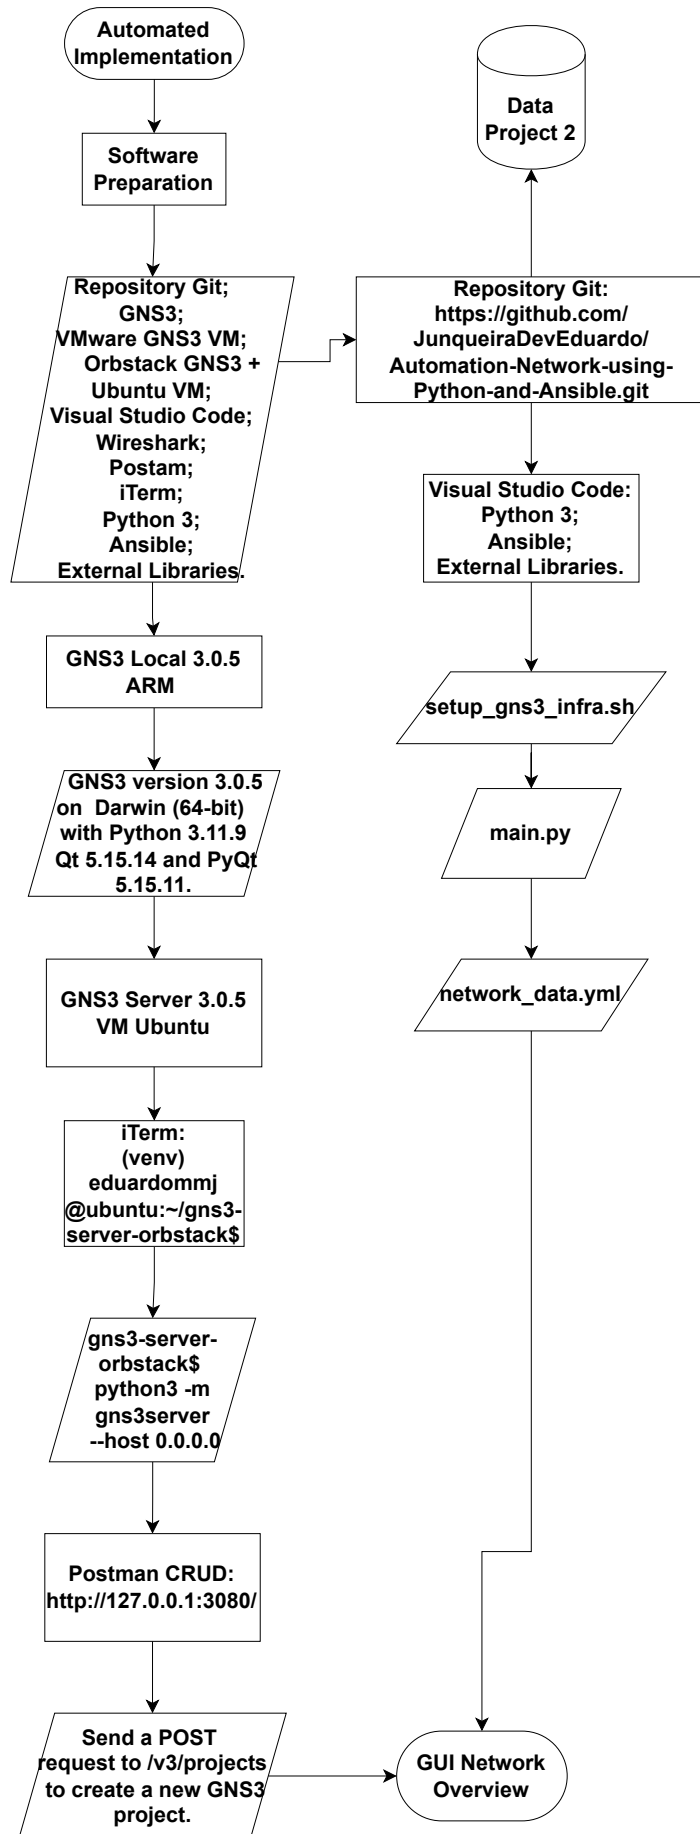 Automated
Implementation
Software
Preparation
Repository Git;
GNS3;
VMware GNS3 VM;
Orbstack GNS3 +
Ubuntu VM;
Visual Studio Code;
Wireshark;
Postam;
iTerm;
Python 3;
Ansible;
External Libraries.
GNS3 Local 3.0.5
ARM
GNS3 version 3.0.5
on Darwin (64-bit)
with Python 3.11.9
Qt 5.15.14 and PyQt
5.15.11.
GNS3 Server 3.0.5
VM Ubuntu
iTerm:
(venv)
eduardommj
@ubuntu:~/gns3-
server-orbstack$
gns3-server-
orbstack$
python3 -m
gns3server
--host 0.0.0.0
Postman CRUD:
http://127.0.0.1:3080/
Send a POST
request to /v3/projects
to create a new GNS3
project.
Data
Project 2
Repository Git:
https://github.com/
JunqueiraDevEduardo/
Automation-Network-using-
Python-and-Ansible.git
Visual Studio Code:
Python 3;
Ansible;
External Libraries.
setup_gns3_infra.sh
main.py
network_data.yml
GUI Network
Overview